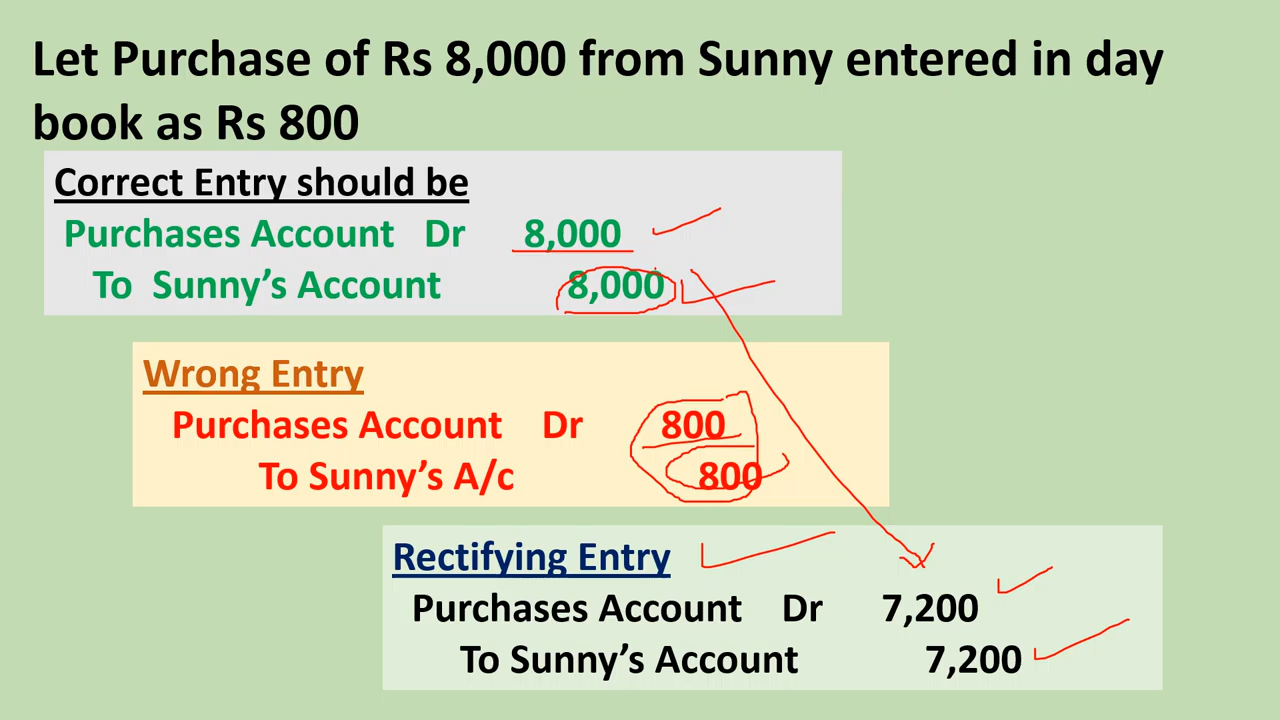 Let Purchase of Rs 8,000 from Sunny entered in day
book as Rs 800
Correct Entry should be
Purchases Account Dr 8,000
To Sunny’s Account 8,000
Wrong Entry
Purchases Account Dr 800
To Sunny’s A/c 800
Rectifying Entry
Purchases Account Dr 7,200
To Sunny’s Account 7,200